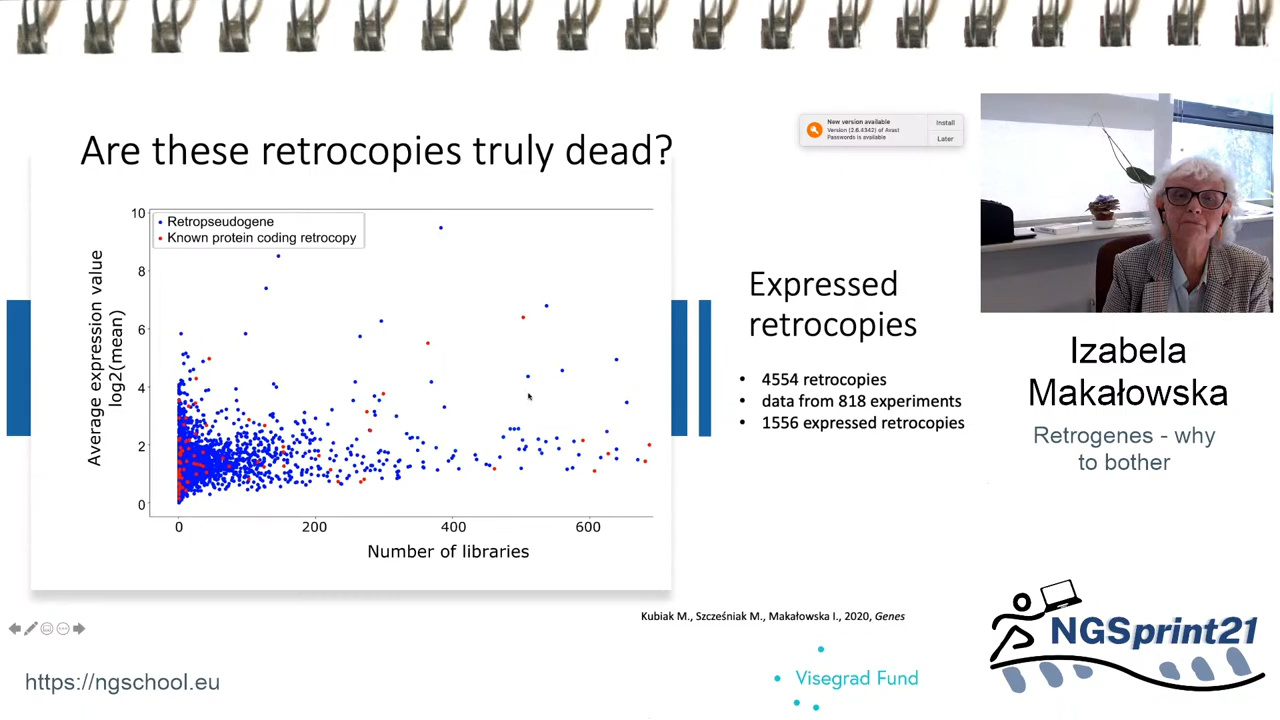 Are these retrocopies truly dead?
New version available
Version (2.6.4342) of Avast
Passwords is available
Install
Later
10
8
6
4
2
0
Average expression value
log2(mean)
Retropseudogene
Known protein coding retrocopy
0
200
400
600
Number of libraries
Expressed
retrocopies
• 4554 retrocopies
• data from 818 experiments
• 1556 expressed retrocopies
Izabela
Makałowska
Retrogenes - why
to bother
Kubiak M., Szcześniak M., Makałowska I., 2020, Genes
NGSprint21
https://ngschool.eu
Visegrad Fund